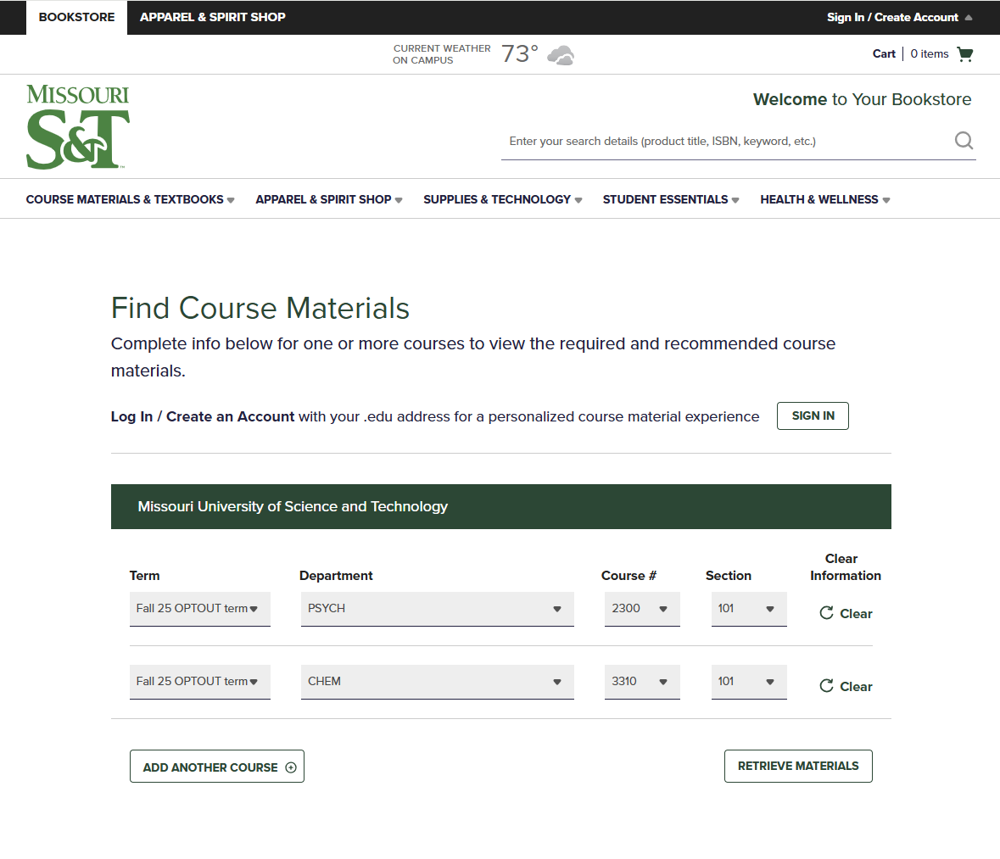 BOOKSTORE APPAREL & SPIRIT SHOP Sign In / Create Account
CURRENT WEATHER
ON CAMPUS
73°
Cart 0 items
MISSOURI
S&T
™
Welcome to Your Bookstore
Enter your search details (product title, ISBN, keyword, etc.)
COURSE MATERIALS & TEXTBOOKS APPAREL & SPIRIT SHOP SUPPLIES & TECHNOLOGY STUDENT ESSENTIALS HEALTH & WELLNESS
Find Course Materials
Complete info below for one or more courses to view the required and recommended course
materials.
Log In / Create an Account with your .edu address for a personalized course material experience SIGN IN
Missouri University of Science and Technology
Term Department Course # Section Clear
Information
Fall 25 OPTOUT term PSYCH 2300 101 Clear
Fall 25 OPTOUT term CHEM 3310 101 Clear
ADD ANOTHER COURSE RETRIEVE MATERIALS